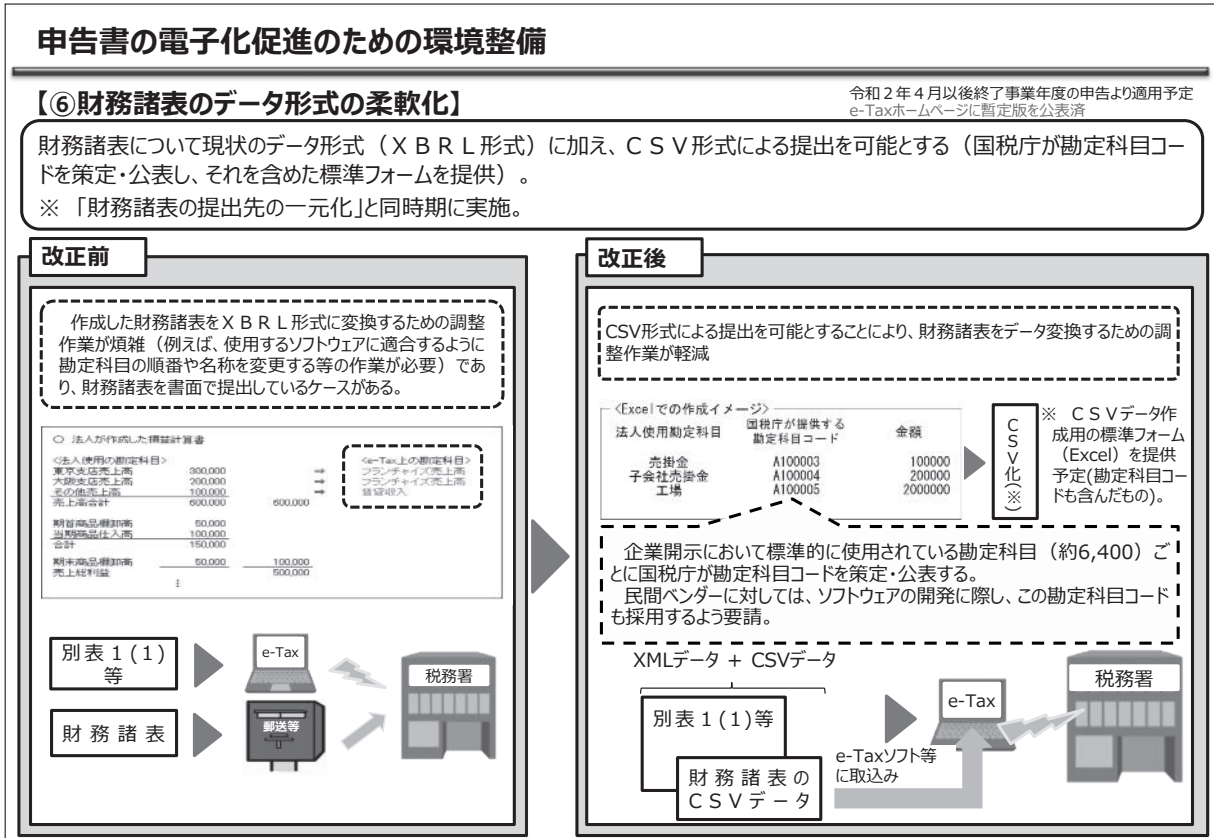 申告書の電子化促進のための環境整備
【⑥財務諸表のデータ形式の柔軟化】
令和２年４月以後終了事業年度の申告より適用予定
e-Taxホームページに暫定版を公表済
財務諸表について現状のデータ形式（ＸＢＲＬ形式）に加え、ＣＳＶ形式による提出を可能とする（国税庁が勘定科目コー
ドを策定・公表し、それを含めた標準フォームを提供）。
※ 「財務諸表の提出先の一元化」と同時期に実施。
改正前
作成した財務諸表をＸＢＲＬ形式に変換するための調整
作業が煩雑（例えば、使用するソフトウェアに適合するように
勘定科目の順番や名称を変更する等の作業が必要）であ
り、財務諸表を書面で提出しているケースがある。
○ 法人が作成した損益計算書
<法人使用の勘定科目> <e-Tax上の勘定科目>
東京支店売上高 300,000 ⇒ フランチャイズ売上高
大阪支店売上高 200,000 ⇒ フランチャイズ売上高
その他売上高 100,000 ⇒ 賃貸収入
売上高合計 600,000 600,000
期首商品棚卸高 50,000
当期商品仕入高 100,000
合計 150,000
期末商品棚卸高 50,000 100,000
売上総利益 500,000
⋮
別表１(１)
等
e-Tax
税務署
財務諸表
郵送等
改正後
CSV形式による提出を可能とすることにより、財務諸表をデータ変換するための調
整作業が軽減
<Excelでの作成イメージ>
法人使用勘定科目 国税庁が提供する
勘定科目コード 金額
売掛金 A100003 100000
子会社売掛金 A100004 200000
工場 A100005 2000000
ＣＳＶ化(※)
※ ＣＳＶデータ作
成用の標準フォーム
（Excel）を提供
予定(勘定科目コー
ドも含んだもの)。
企業開示において標準的に使用されている勘定科目（約6,400）ご
とに国税庁が勘定科目コードを策定・公表する。
民間ベンダーに対しては、ソフトウェアの開発に際し、この勘定科目コード
も採用するよう要請。
XMLデータ + CSVデータ
別表１(１)等
財務諸表の
ＣＳＶデータ
e-Taxソフト等
に取込み
e-Tax
税務署